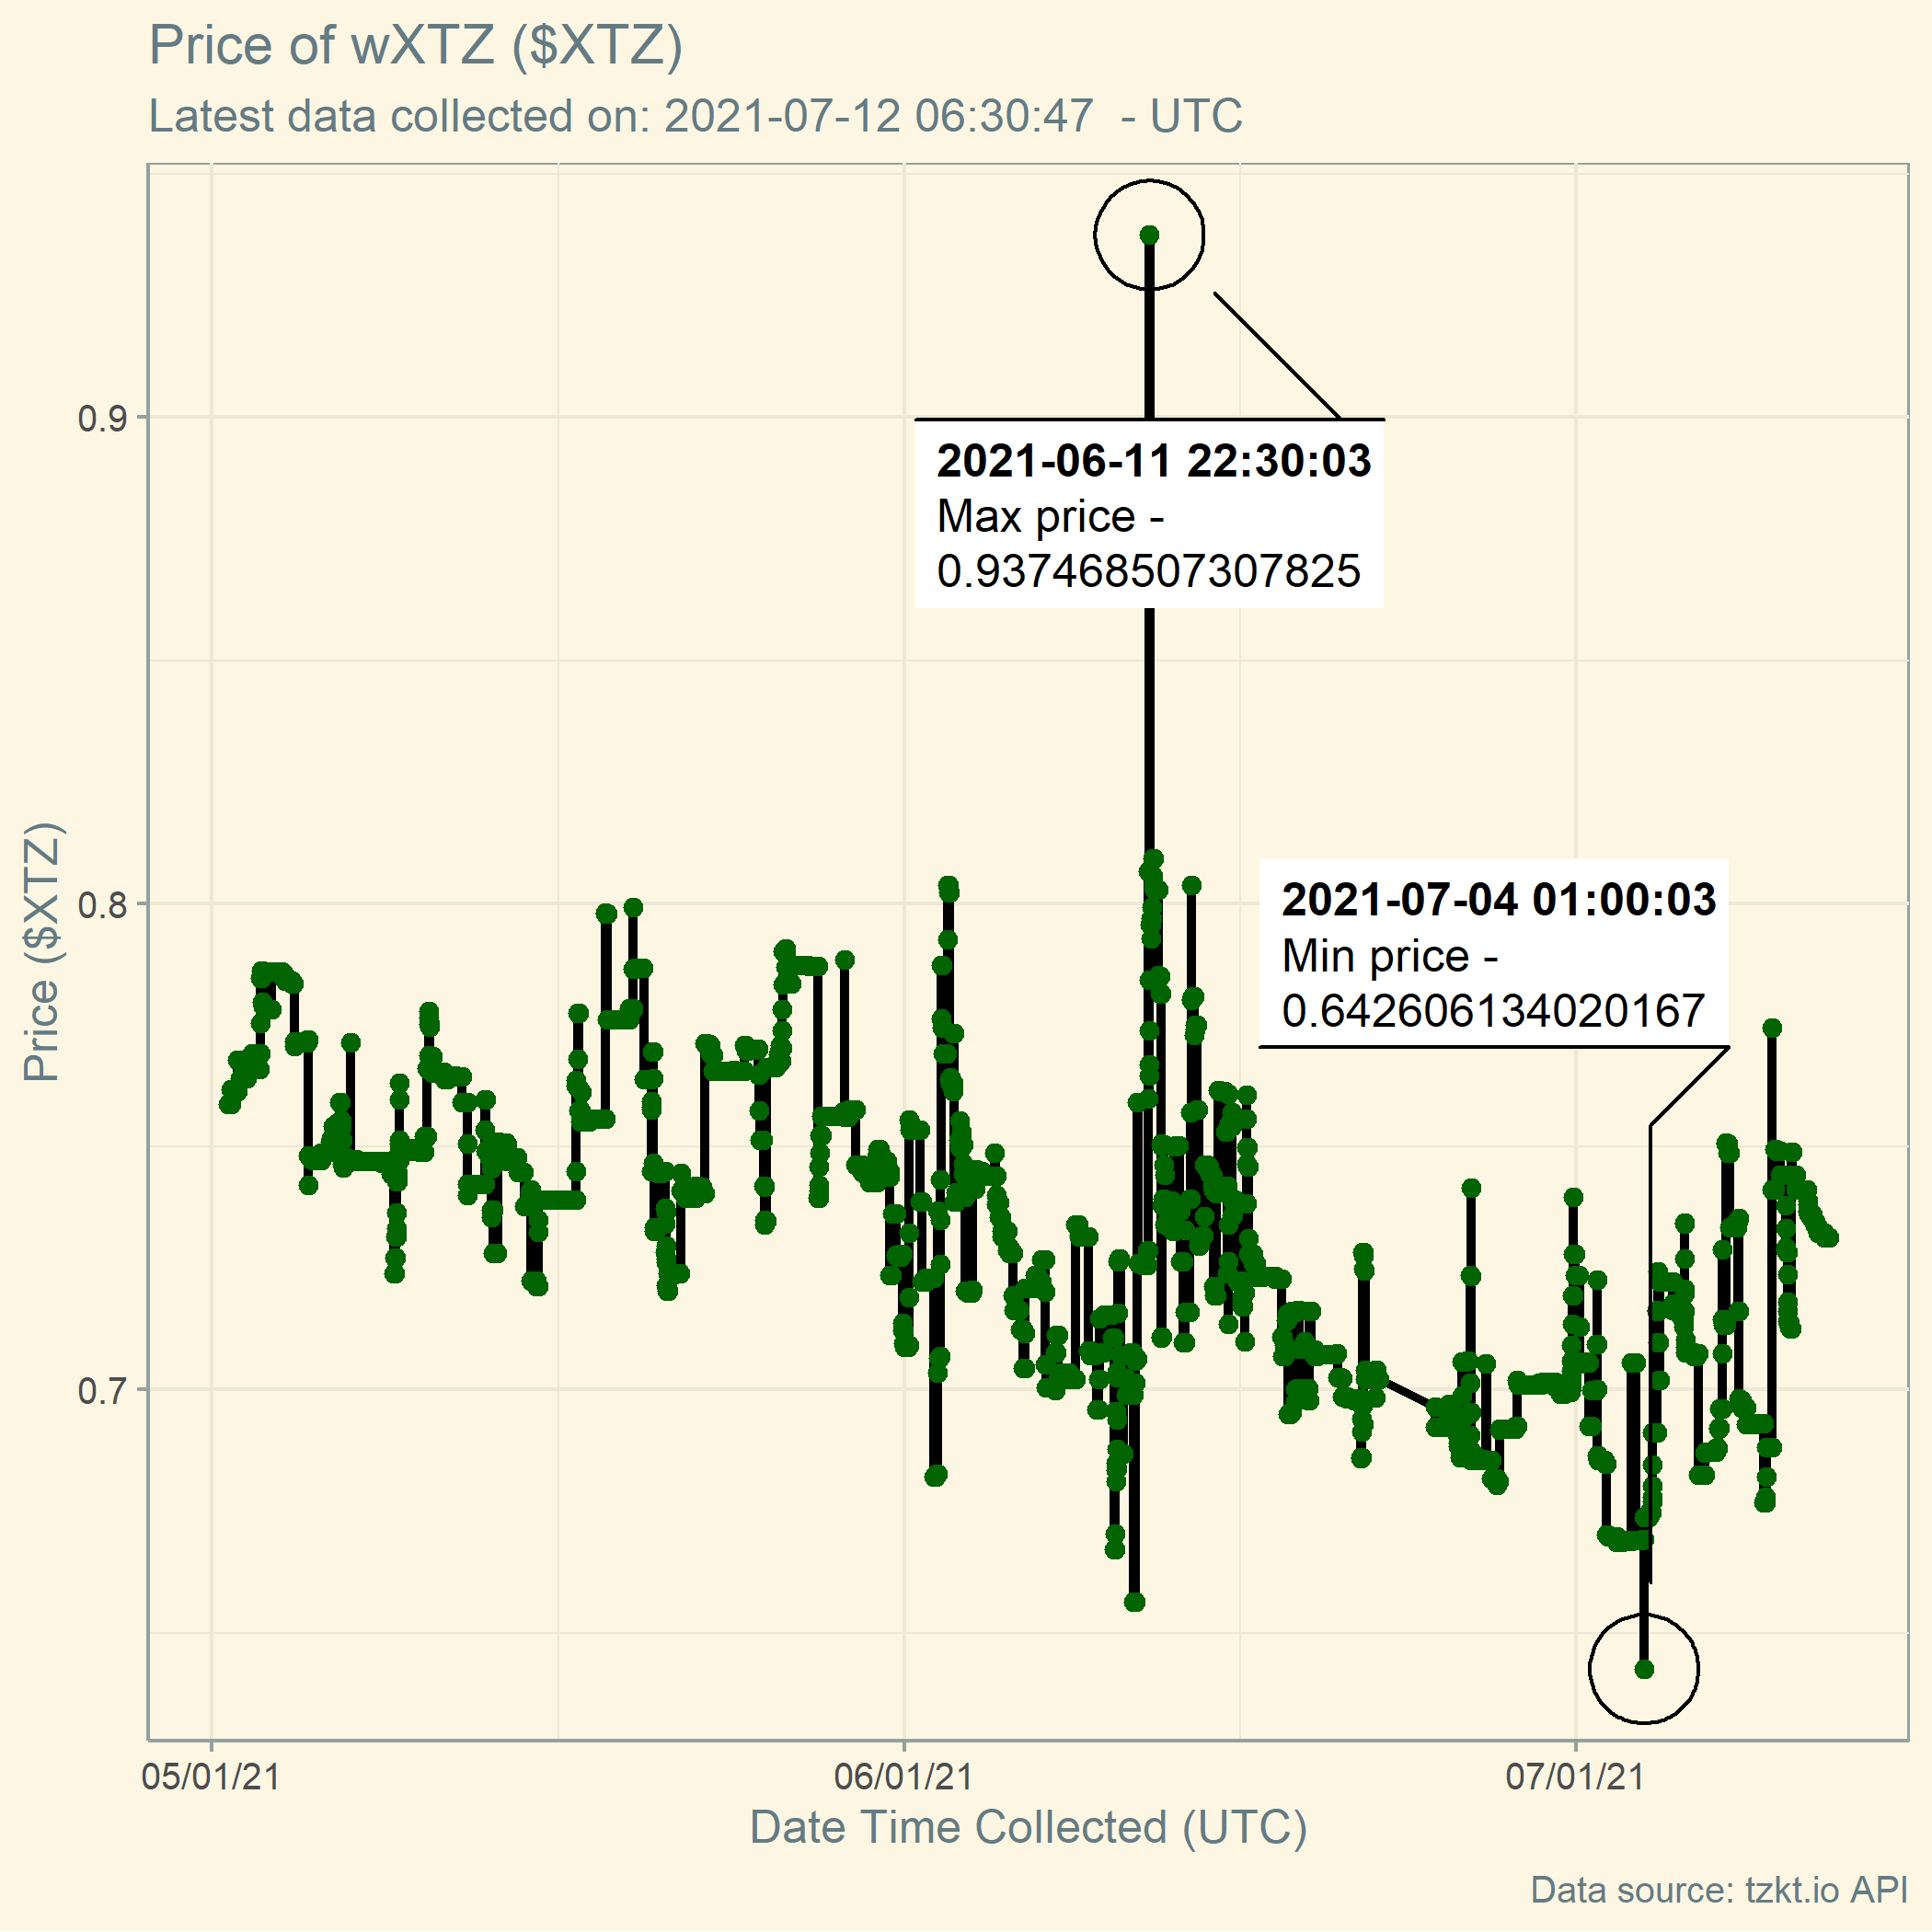 Price of wXTZ ($XTZ)
Latest data collected on: 2021-07-12 06:30:47  - UTC
Price ($XTZ)
0.9
0.8
0.7
2021-06-11 22:30:03
Max price -
0.937468507307825
2021-07-04 01:00:03
Min price -
0.642606134020167
05/01/21
06/01/21
07/01/21
Date Time Collected (UTC)
Data source: tzkt.io API